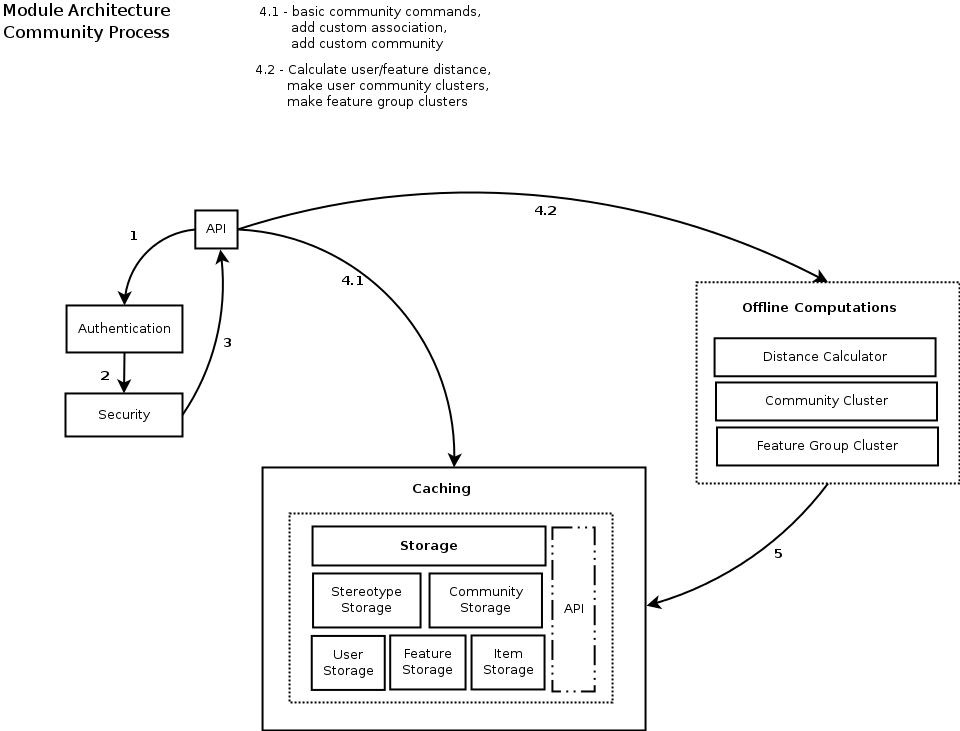 Module Architecture
Community Process
4.1 - basic community commands,
add custom association,
add custom community
4.2 - Calculate user/feature distance,
make user community clusters,
make feature group clusters
4.2
API
1
4.1
Offline Computations
Authentication
3
Distance Calculator
2
Community Cluster
Security
Feature Group Cluster
Caching
5
Storage
Stereotype
Storage
Community
Storage
API
User
Storage
Feature
Storage
Item
Storage